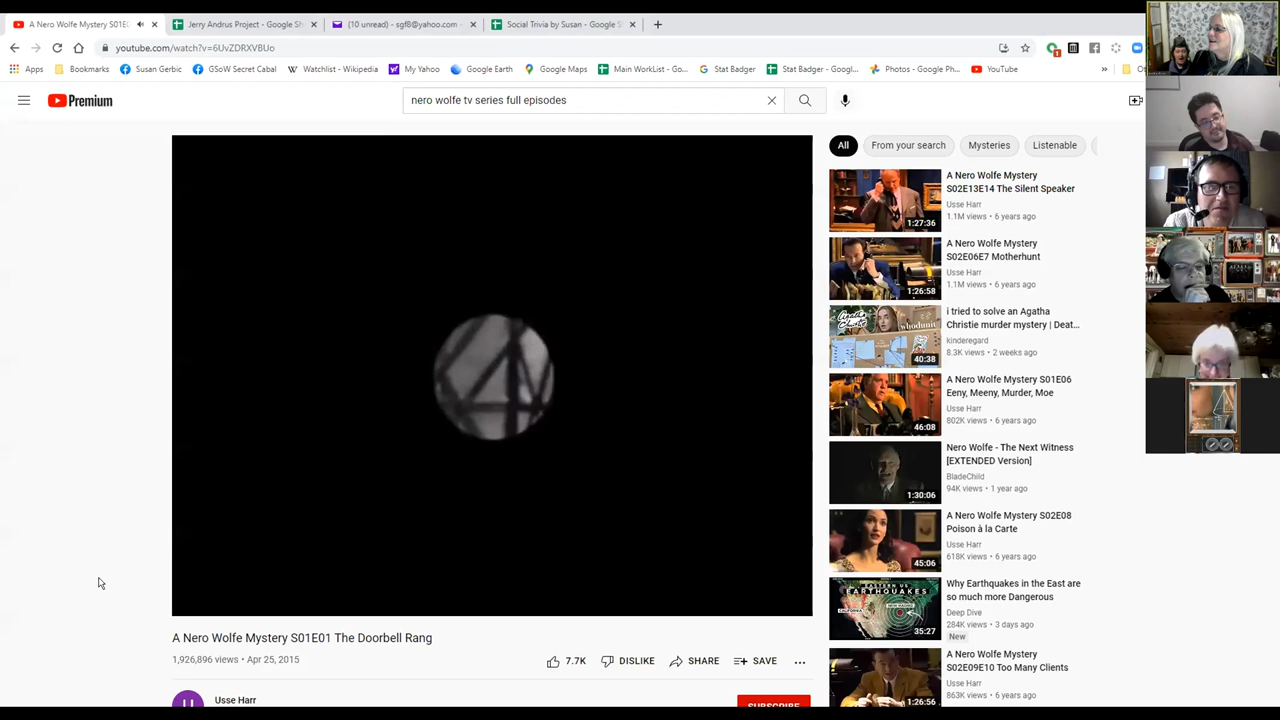 A Nero Wolfe Mystery S01E0
Jerry Andrus Project - Google Sh
(10 unread) - sgf8@yahoo.com -
Social Trivia by Susan - Google S
youtube.com/watch?v=6UvZDRXVBUo
1
Apps
Bookmarks
Susan Gerbic
GSoW Secret Cabal
Watchlist - Wikipedia
My Yahoo
Google Earth
Google Maps
Main WorkList - Go...
Stat Badger
Stat Badger - Googl...
Photos - Google Ph...
YouTube
Premium
nero wolfe tv series full episodes
All
From your search
Mysteries
Listenable
A Nero Wolfe Mystery
S02E13E14 The Silent Speaker
Usse Harr
1.1M views • 6 years ago
1:27:36
A Nero Wolfe Mystery
S02E06E7 Motherhunt
Usse Harr
1.1M views • 6 years ago
1:26:58
i tried to solve an Agatha
Christie murder mystery | Deat...
kinderegard
8.3K views • 2 weeks ago
40:38
A Nero Wolfe Mystery S01E06
Eeny, Meeny, Murder, Moe
Usse Harr
802K views • 6 years ago
46:08
Nero Wolfe - The Next Witness
[EXTENDED Version]
BladeChild
94K views • 1 year ago
1:30:06
A Nero Wolfe Mystery S02E08
Poison à la Carte
Usse Harr
618K views • 6 years ago
45:06
Why Earthquakes in the East are
so much more Dangerous
Deep Dive
284K views • 3 days ago
New
EARTHQUAKES
35:27
A Nero Wolfe Mystery
S02E09E10 Too Many Clients
Usse Harr
863K views • 6 years ago
1:26:56
A Nero Wolfe Mystery S01E01 The Doorbell Rang
1,926,896 views • Apr 25, 2015
7.7K
DISLIKE
SHARE
SAVE
Usse Harr
SUBSCRIBE